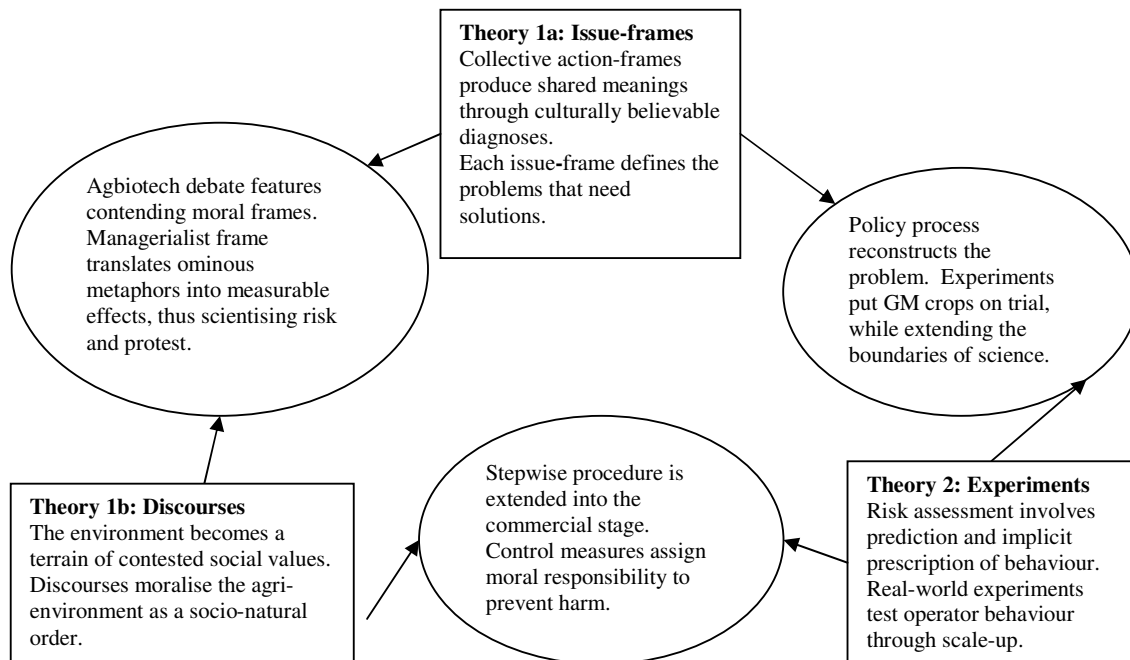 Theory 1a: Issue-frames
Collective action-frames
produce shared meanings
through culturally believable
diagnoses.
Each issue-frame defines the
problems that need
solutions.
Agbiotech debate features
contending moral frames.
Managerialist frame
translates ominous
metaphors into measurable
effects, thus scientising risk
and protest.
Policy process
reconstructs the
problem. Experiments
put GM crops on trial,
while extending the
boundaries of science.
Theory 1b: Discourses
The environment becomes a
terrain of contested social values.
Discourses moralise the agri-
environment as a socio-natural
order.
Stepwise procedure is
extended into the
commercial stage.
Control measures assign
moral responsibility to
prevent harm.
Theory 2: Experiments
Risk assessment involves
prediction and implicit
prescription of behaviour.
Real-world experiments
test operator behaviour
through scale-up.